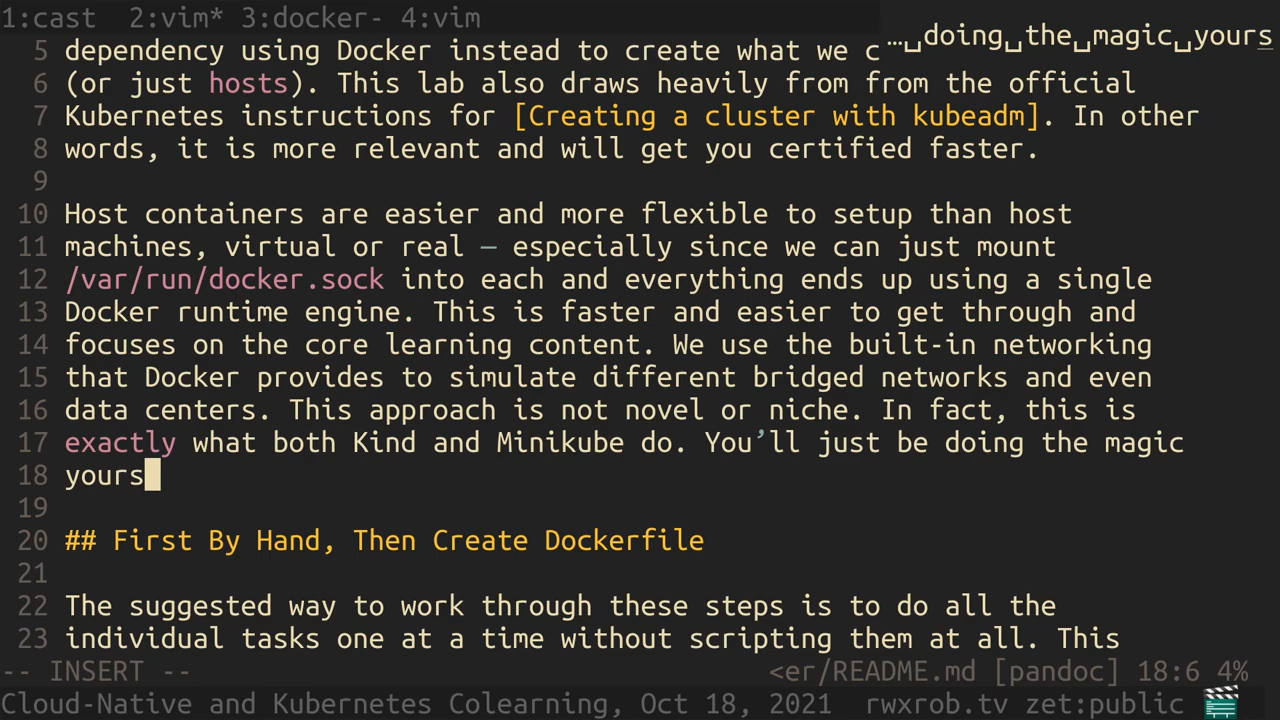 1:cast  2:vim* 3:docker- 4:vim
…␣doing␣the␣magic␣yours
5 dependency using Docker instead to create what we c
6 (or just hosts). This lab also draws heavily from from the official
7 Kubernetes instructions for [Creating a cluster with kubeadm]. In other
8 words, it is more relevant and will get you certified faster.
9
10 Host containers are easier and more flexible to setup than host
11 machines, virtual or real — especially since we can just mount
12 /var/run/docker.sock into each and everything ends up using a single
13 Docker runtime engine. This is faster and easier to get through and
14 focuses on the core learning content. We use the built-in networking
15 that Docker provides to simulate different bridged networks and even
16 data centers. This approach is not novel or niche. In fact, this is
17 exactly what both Kind and Minikube do. You’ll just be doing the magic
18 yours
19
20 ## First By Hand, Then Create Dockerfile
21
22 The suggested way to work through these steps is to do all the
23 individual tasks one at a time without scripting them at all. This
-- INSERT -- <er/README.md [pandoc] 18:6 4%
Cloud-Native and Kubernetes Colearning, Oct 18, 2021 rwxrob.tv zet:public